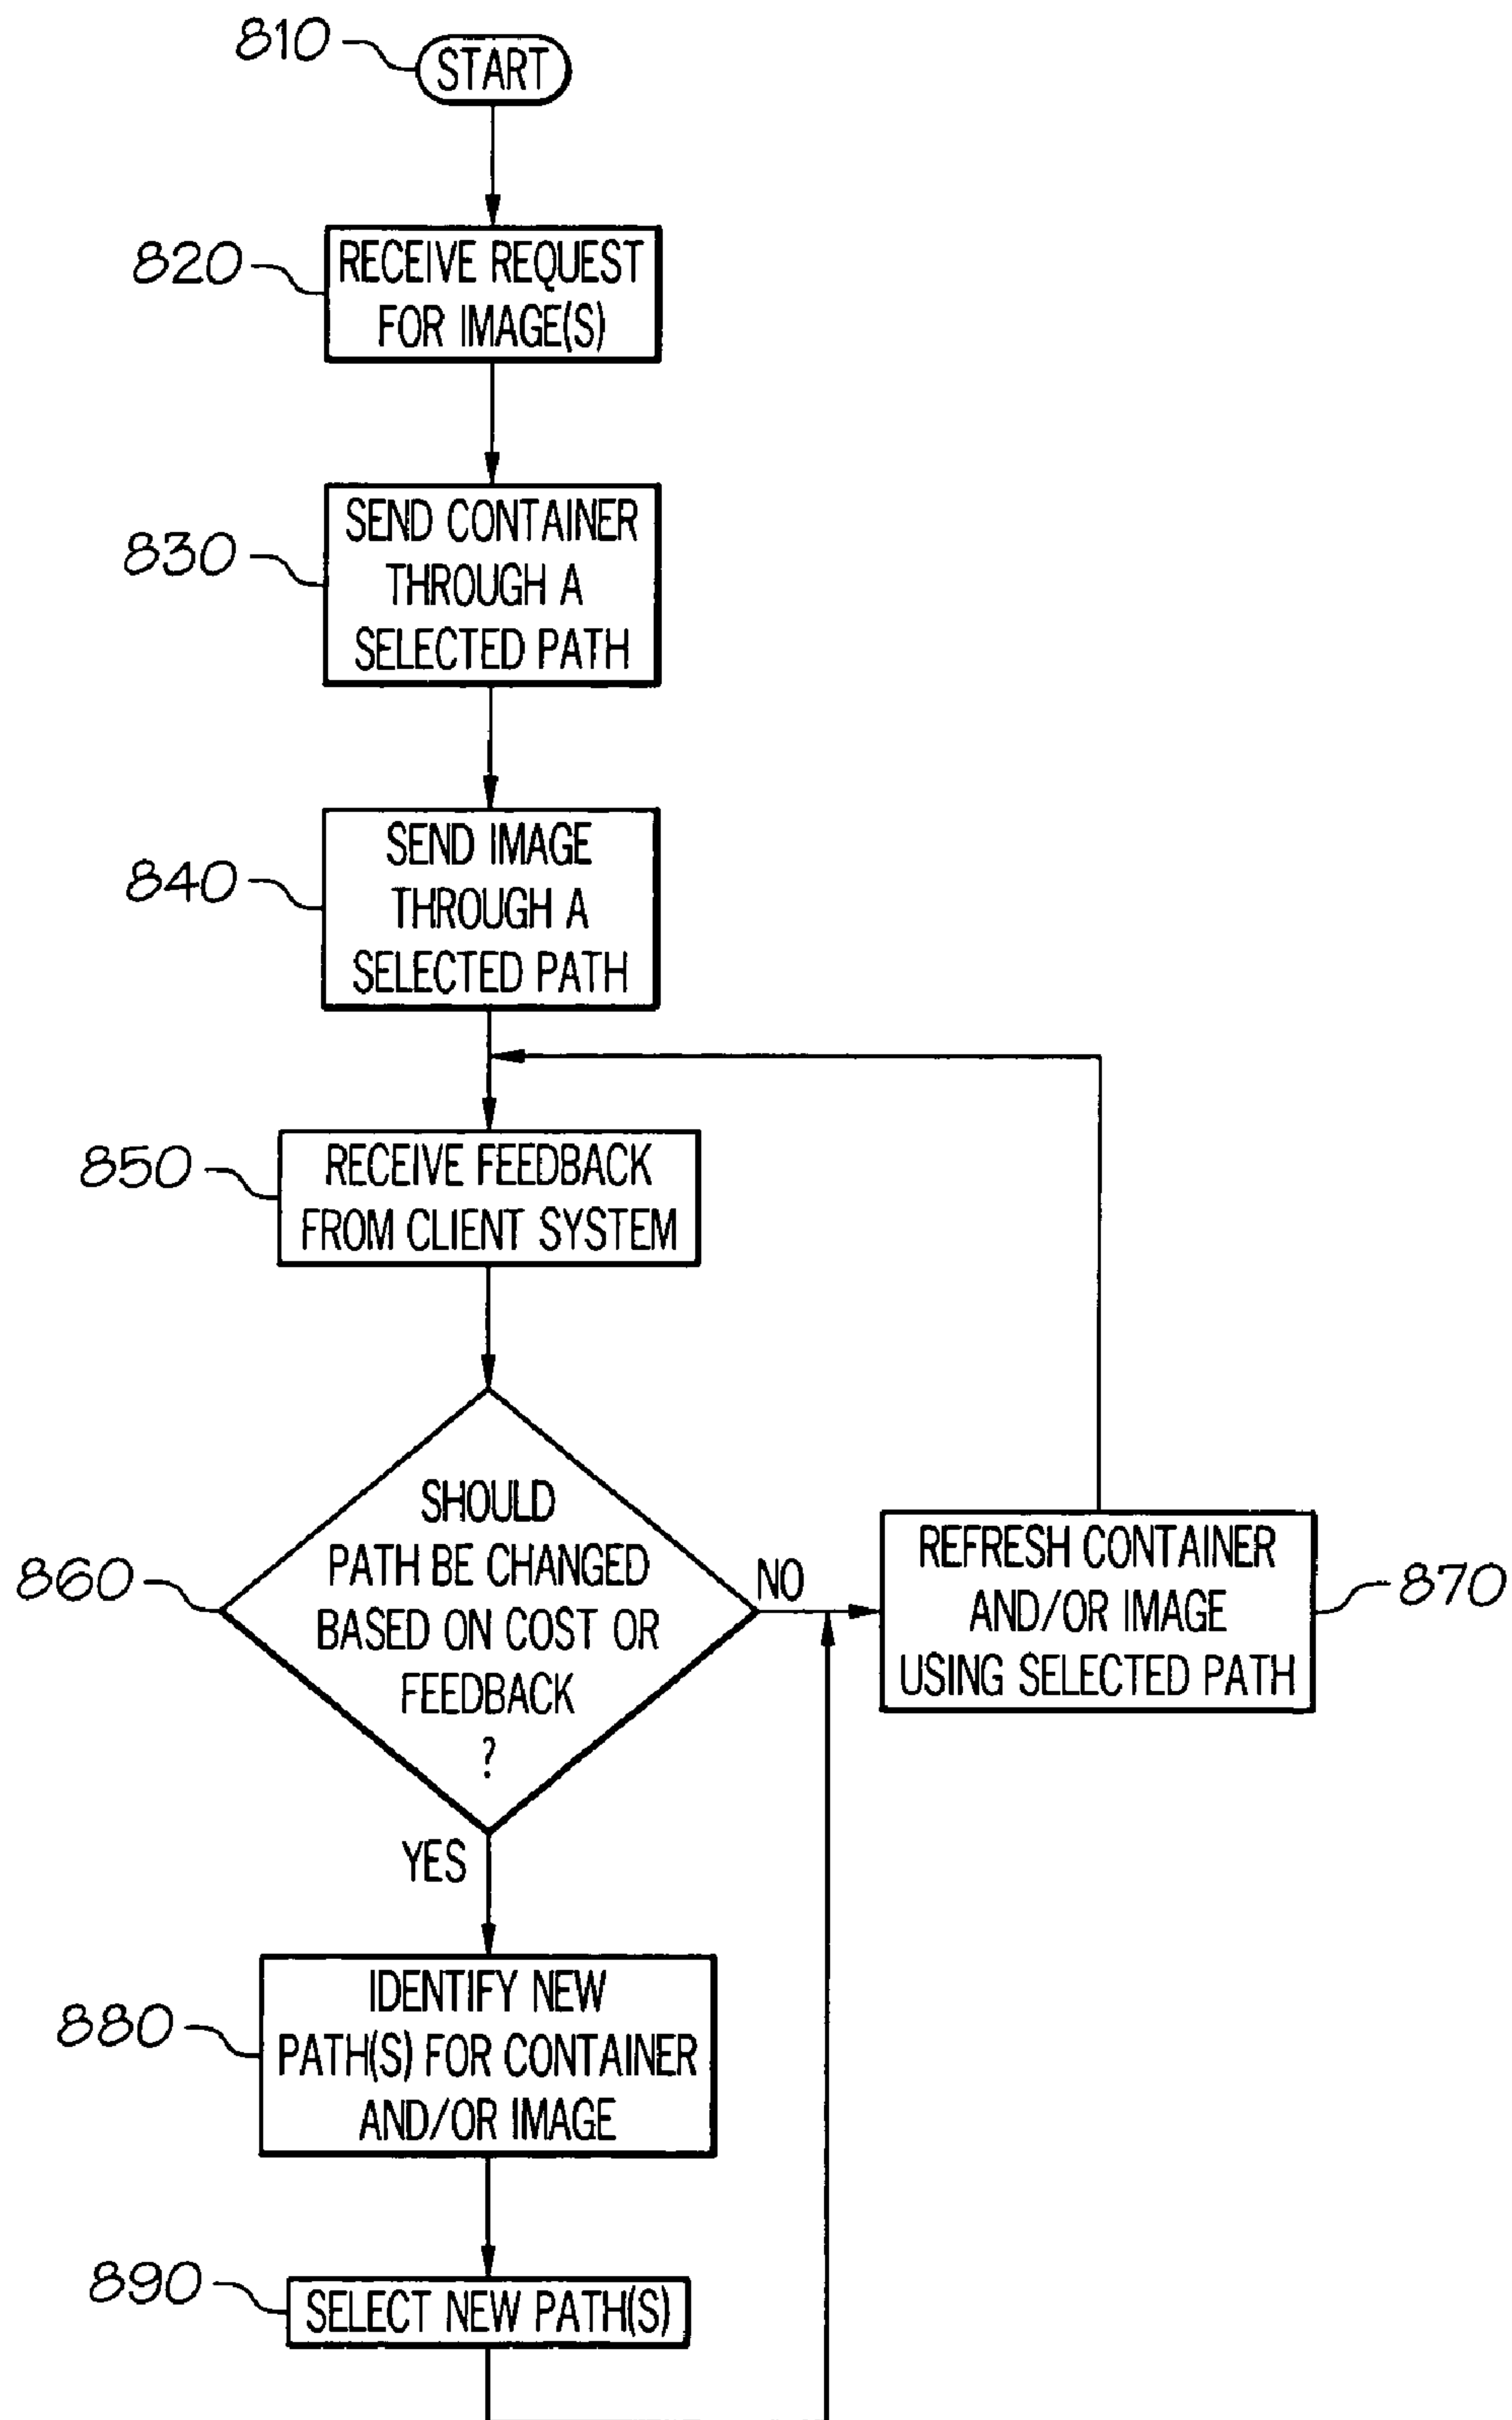 810
START
820
RECEIVE REQUEST
FOR IMAGE(S)
830
SEND CONTAINER
THROUGH A
SELECTED PATH
840
SEND IMAGE
THROUGH A
SELECTED PATH
850
RECEIVE FEEDBACK
FROM CLIENT SYSTEM
860
SHOULD
PATH BE CHANGED
BASED ON COST OR
FEEDBACK
?
NO
REFRESH CONTAINER
AND/OR IMAGE
USING SELECTED PATH
870
YES
880
IDENTIFY NEW
PATH(S) FOR CONTAINER
AND/OR IMAGE
890
SELECT NEW PATH(S)